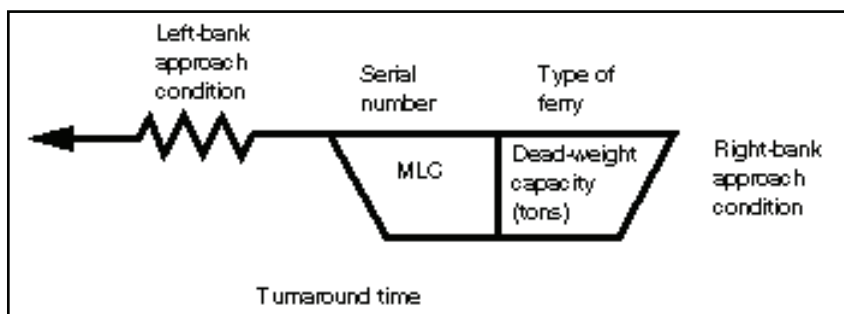 Left-bank
approach
condition
Serial
number
Type of
ferry
MLC
Dead-weight
capacity
(tons)
Right-bank
approach
condition
Turnaround time